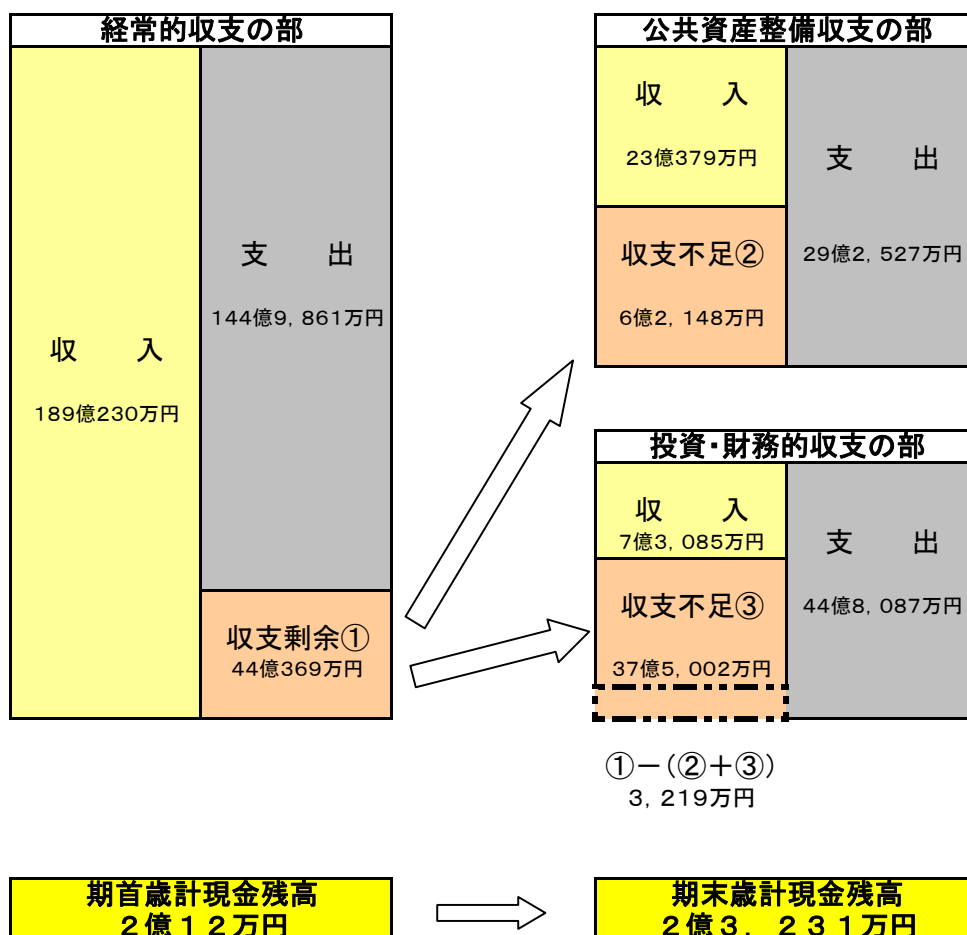 経常的収支の部
収 入
189億230万円
支 出
144億9, 861万円
収支剰余①
44億369万円
公共資産整備収支の部
収 入
23億379万円
収支不足②
6億2, 148万円
支 出
29億2, 527万円
投資・財務的収支の部
収 入
7億3, 085万円
収支不足③
37億5, 002万円
支 出
44億8, 087万円
①－(②＋③)
3, 219万円
期首歳計現金残高
2億12万円
期末歳計現金残高
2億3, 231万円